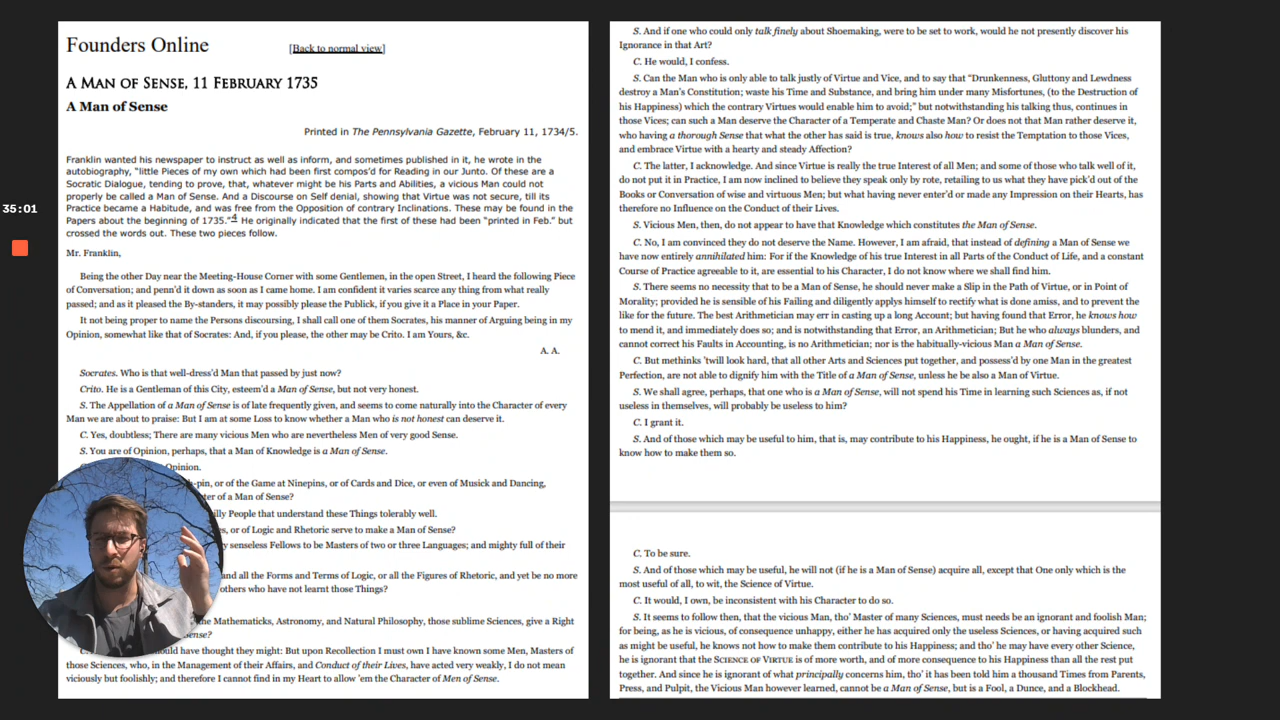 Founders Online
[Back to normal view]
A MAN OF SENSE, 11 FEBRUARY 1735
A Man of Sense
Printed in The Pennsylvania Gazette, February 11, 1734/5.
Franklin wanted his newspaper to instruct as well as inform, and sometimes published in it, he wrote in the
autobiography, "little Pieces of my own which had been first compos'd for Reading in our Junto. Of these are a
Socratic Dialogue, tending to prove, that, whatever might be his Parts and Abilities, a vicious Man could not
properly be called a Man of Sense. And a Discourse on Self denial, showing that Virtue was not secure, till its
Practice became a Habitude, and was free from the Opposition of contrary Inclinations. These may be found in the
Papers about the beginning of 1735."4 He originally indicated that the first of these had been "printed in Feb." but
crossed the words out. These two pieces follow.
Mr. Franklin,
Being the other Day near the Meeting-House Corner with some Gentlemen, in the open Street, I heard the following Piece
of Conversation; and penn'd it down as soon as I came home. I am confident it varies scarce any thing from what really
passed; and as it pleased the By-standers, it may possibly please the Publick, if you give it a Place in your Paper.
It not being proper to name the Persons discoursing, I shall call one of them Socrates, his manner of Arguing being in my
Opinion, somewhat like that of Socrates: And, if you please, the other may be Crito. I am Yours, &c.
A. A.
Socrates. Who is that well-dress'd Man that passed by just now?
Crito. He is a Gentleman of this City, esteem'd a Man of Sense, but not very honest.
S. The Appellation of a Man of Sense is of late frequently given, and seems to come naturally into the Character of every
Man we are about to praise: But I am at some Loss to know whether a Man who is not honest can deserve it.
C. Yes, doubtless; There are many vicious Men who are nevertheless Men of very good Sense.
S. You are of Opinion, perhaps, that a Man of Knowledge is a Man of Sense.
Opinion.
-pin, or of the Game at Ninepins, or of Cards and Dice, or even of Musick and Dancing,
ter of a Man of Sense?
illy People that understand these Things tolerably well.
s, or of Logic and Rhetoric serve to make a Man of Sense?
y senseless Fellows to be Masters of two or three Languages; and mighty full of their
and all the Forms and Terms of Logic, or all the Figures of Rhetoric, and yet be no more
others who have not learnt those Things?
the Mathematicks, Astronomy, and Natural Philosophy, those sublime Sciences, give a Right
ense?
ould have thought they might: But upon Recollection I must own I have known some Men, Masters of
those Sciences, who, in the Management of their Affairs, and Conduct of their Lives, have acted very weakly, I do not mean
viciously but foolishly; and therefore I cannot find in my Heart to allow 'em the Character of Men of Sense.
35:01
S. And if one who could only talk finely about Shoemaking, were to be set to work, would he not presently discover his
Ignorance in that Art?
C. He would, I confess.
S. Can the Man who is only able to talk justly of Virtue and Vice, and to say that "Drunkenness, Gluttony and Lewdness
destroy a Man's Constitution; waste his Time and Substance, and bring him under many Misfortunes, (to the Destruction of
his Happiness) which the contrary Virtues would enable him to avoid;" but notwithstanding his talking thus, continues in
those Vices; can such a Man deserve the Character of a Temperate and Chaste Man? Or does not that Man rather deserve it,
who having a thorough Sense that what the other has said is true, knows also how to resist the Temptation to those Vices,
and embrace Virtue with a hearty and steady Affection?
C. The latter, I acknowledge. And since Virtue is really the true Interest of all Men; and some of those who talk well of it,
do not put it in Practice, I am now inclined to believe they speak only by rote, retailing to us what they have pick'd out of the
Books or Conversation of wise and virtuous Men; but what having never enter'd or made any Impression on their Hearts, has
therefore no Influence on the Conduct of their Lives.
S. Vicious Men, then, do not appear to have that Knowledge which constitutes the Man of Sense.
C. No, I am convinced they do not deserve the Name. However, I am afraid, that instead of defining a Man of Sense we
have now entirely annihilated him: For if the Knowledge of his true Interest in all Parts of the Conduct of Life, and a constant
Course of Practice agreeable to it, are essential to his Character, I do not know where we shall find him.
S. There seems no necessity that to be a Man of Sense, he should never make a Slip in the Path of Virtue, or in Point of
Morality; provided he is sensible of his Failing and diligently applys himself to rectify what is done amiss, and to prevent the
like for the future. The best Arithmetician may err in casting up a long Account; but having found that Error, he knows how
to mend it, and immediately does so; and is notwithstanding that Error, an Arithmetician; But he who always blunders, and
cannot correct his Faults in Accounting, is no Arithmetician; nor is the habitually-vicious Man a Man of Sense.
C. But methinks 'twill look hard, that all other Arts and Sciences put together, and possess'd by one Man in the greatest
Perfection, are not able to dignify him with the Title of a Man of Sense, unless he be also a Man of Virtue.
S. We shall agree, perhaps, that one who is a Man of Sense, will not spend his Time in learning such Sciences as, if not
useless in themselves, will probably be useless to him?
C. I grant it.
S. And of those which may be useful to him, that is, may contribute to his Happiness, he ought, if he is a Man of Sense to
know how to make them so.
C. To be sure.
S. And of those which may be useful, he will not (if he is a Man of Sense) acquire all, except that One only which is the
most useful of all, to wit, the Science of Virtue.
C. It would, I own, be inconsistent with his Character to do so.
S. It seems to follow then, that the vicious Man, tho' Master of many Sciences, must needs be an ignorant and foolish Man;
for being, as he is vicious, of consequence unhappy, either he has acquired only the useless Sciences, or having acquired such
as might be useful, he knows not how to make them contribute to his Happiness; and tho' he may have every other Science,
he is ignorant that the SCIENCE OF VIRTUE is of more worth, and of more consequence to his Happiness than all the rest put
together. And since he is ignorant of what principally concerns him, tho' it has been told him a thousand Times from Parents,
Press, and Pulpit, the Vicious Man however learned, cannot be a Man of Sense, but is a Fool, a Dunce, and a Blockhead.